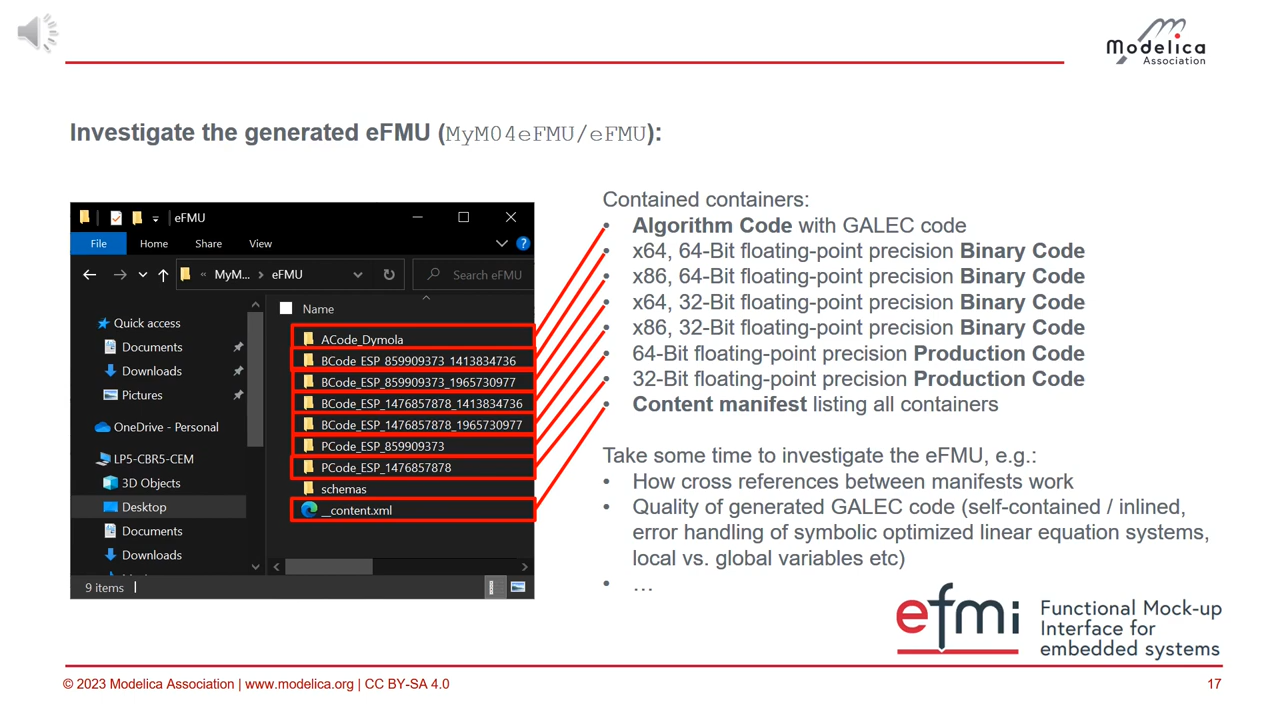 Modelica
Association
Investigate the generated eFMU (MyM04eFMU/eFMU):
eFMU
File Home Share View
« MyM... > eFMU
Search eFMU
Name
Quick access
Documents
Downloads
Pictures
OneDrive - Personal
LP5-CBR5-CEM
3D Objects
Desktop
Documents
Downloads
ACode_Dymola
BCode_ESP_859909373_1413834736
BCode_ESP_859909373_1965730977
BCode_ESP_1476857878_1413834736
BCode_ESP_1476857878_1965730977
PCode_ESP_859909373
PCode_ESP_1476857878
schemas
__content.xml
9 items
Contained containers:
• Algorithm Code with GALEC code
• x64, 64-Bit floating-point precision Binary Code
• x86, 64-Bit floating-point precision Binary Code
• x64, 32-Bit floating-point precision Binary Code
• x86, 32-Bit floating-point precision Binary Code
• 64-Bit floating-point precision Production Code
• 32-Bit floating-point precision Production Code
• Content manifest listing all containers
Take some time to investigate the eFMU, e.g.:
• How cross references between manifests work
• Quality of generated GALEC code (self-contained / inlined,
error handling of symbolic optimized linear equation systems,
local vs. global variables etc)
• …
efmi
Functional Mock-up
Interface for
embedded systems
© 2023 Modelica Association | www.modelica.org | CC BY-SA 4.0
17